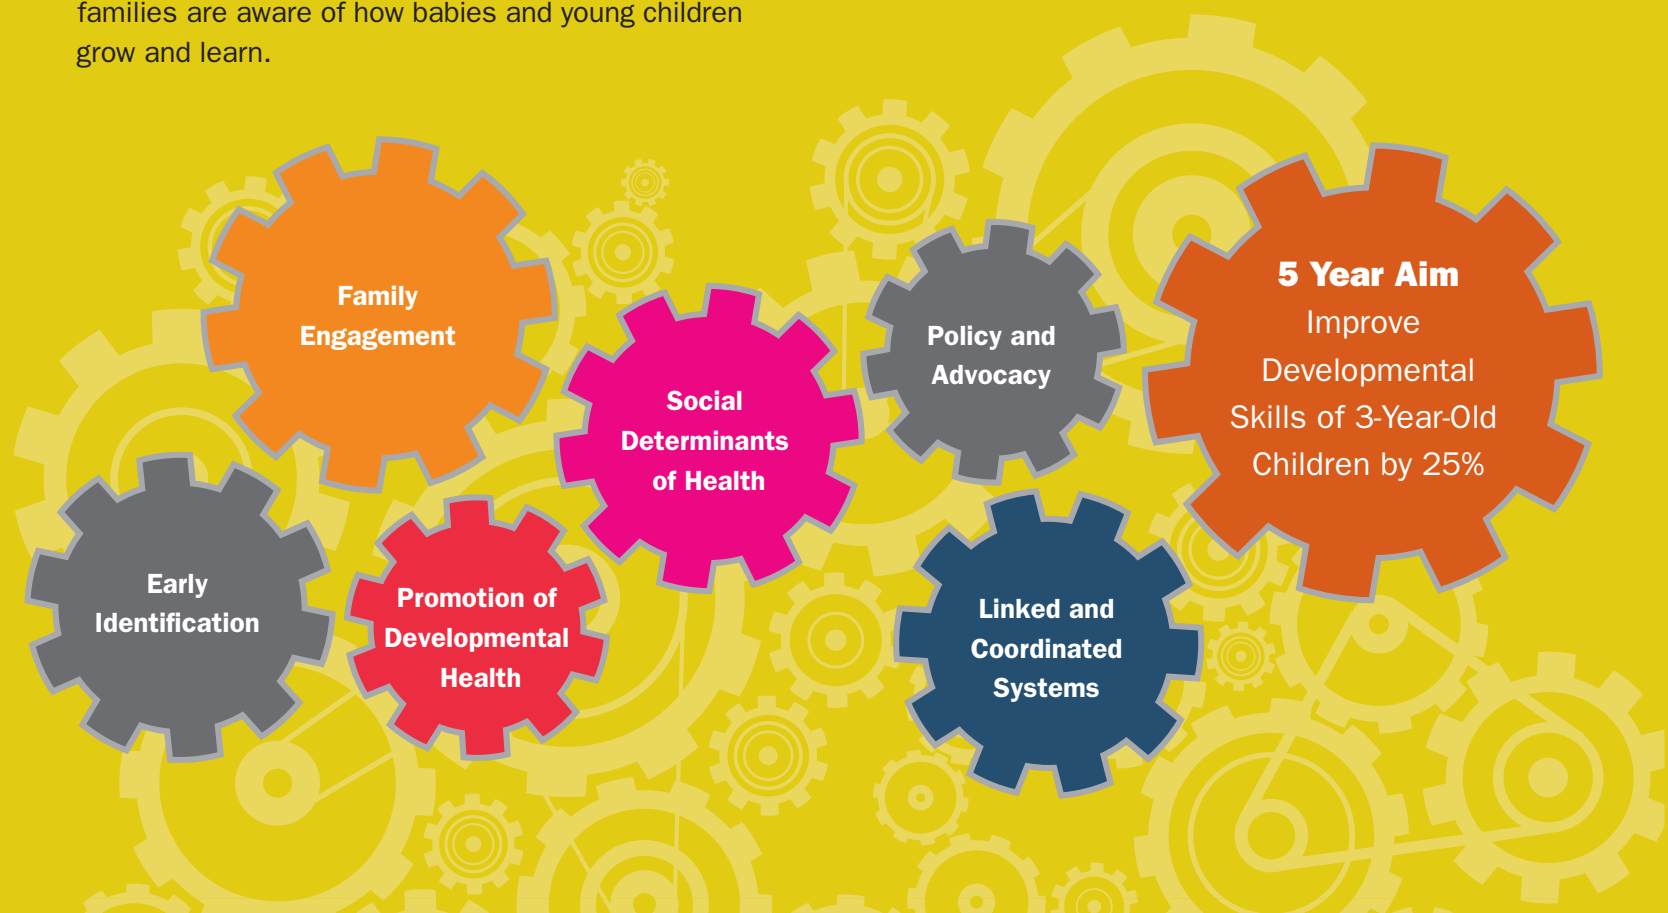 families are aware of how babies and young children
grow and learn.
Family
Engagement
Social
Determinants
of Health
Policy and
Advocacy
5 Year Aim
Improve
Developmental
Skills of 3-Year-Old
Children by 25%
Early
Identification
Promotion of
Developmental
Health
Linked and
Coordinated
Systems